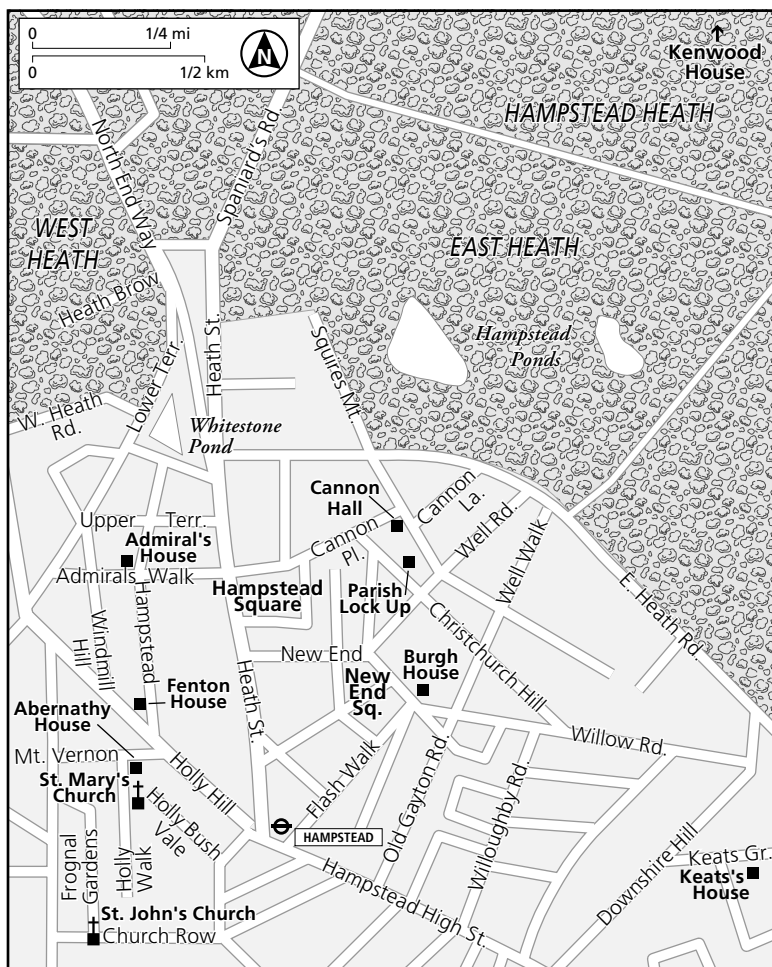 0 1/4 mi
0 1/2 km
N
Kenwood
House
HAMPSTEAD HEATH
North End Way
Spaniard's Rd.
WEST
HEATH
EAST HEATH
Heath Brow
Heath St.
Squires Mt.
Hampstead
Ponds
Lower Terr.
W. Heath
Rd.
Whitestone
Pond
Cannon
Hall
Cannon
La.
Upper Terr.
Admiral's
House
Cannon
Pl.
Well Rd.
Well Walk
Admirals Walk
Hampstead
Square
Parish
Lock Up
E. Heath Rd.
Windmill
Hill
Hampstead
Christchurch Hill
New End
Burgh
House
New
End
Sq.
Fenton
House
Heath St.
Abernathy
House
Willow Rd.
Mt. Vernon
Holly Hill
Flash Walk
Old Gayton Rd.
Willoughby Rd.
St. Mary's
Church
Holly Bush
Vale
HAMPSTEAD
Frognal
Gardens
Holly
Walk
Hampstead High St.
Downshire Hill
Keats Gr.
Keats's
House
St. John's Church
Church Row